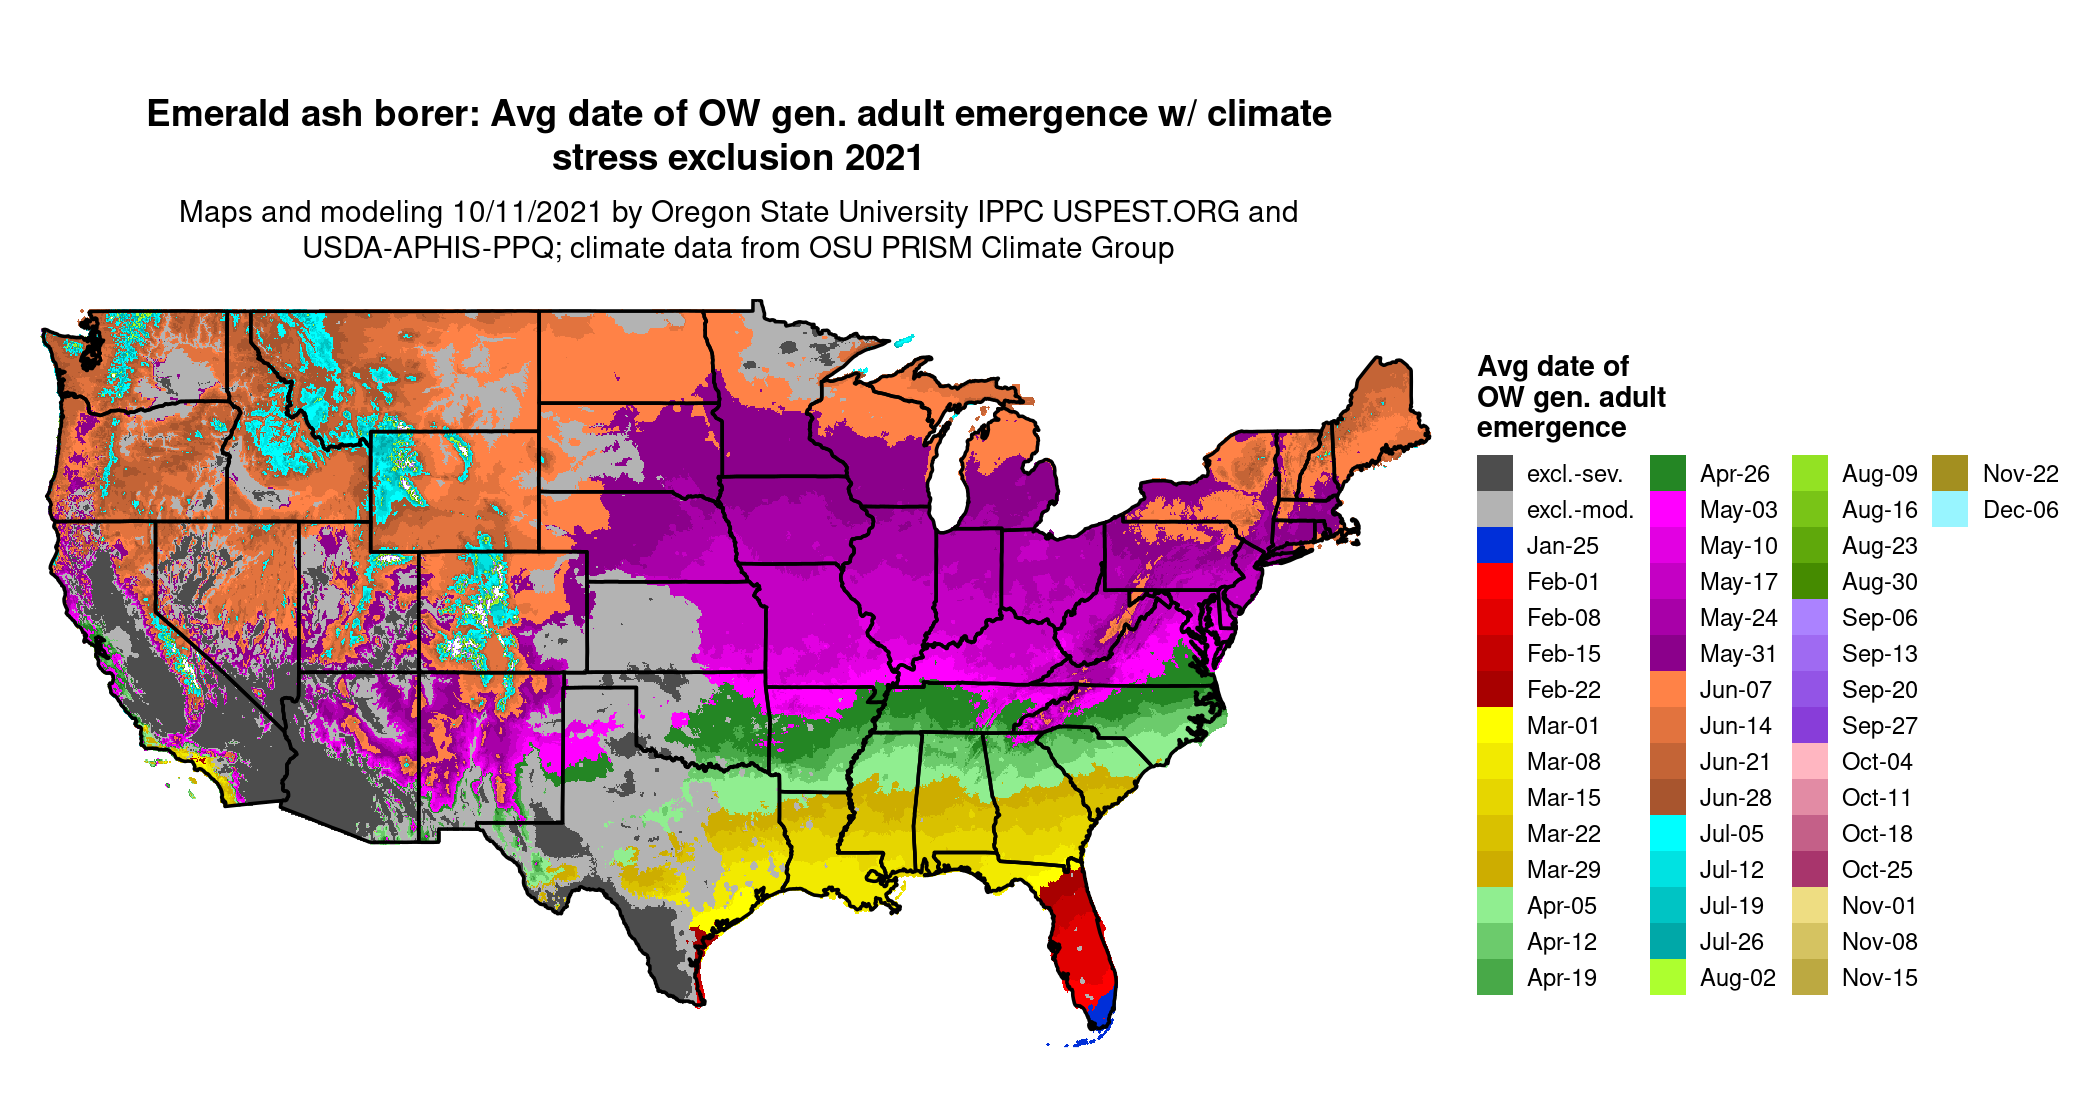 Emerald ash borer: Avg date of OW gen. adult emergence w/ climate
stress exclusion 2021
Maps and modeling 10/11/2021 by Oregon State University IPPC USPEST.ORG and
USDA-APHIS-PPQ; climate data from OSU PRISM Climate Group
Avg date of
OW gen. adult
emergence
excl.-sev.
excl.-mod.
Jan-25
Feb-01
Feb-08
Feb-15
Feb-22
Mar-01
Mar-08
Mar-15
Mar-22
Mar-29
Apr-05
Apr-12
Apr-19
Apr-26
May-03
May-10
May-17
May-24
May-31
Jun-07
Jun-14
Jun-21
Jun-28
Jul-05
Jul-12
Jul-19
Jul-26
Aug-02
Aug-09
Aug-16
Aug-23
Aug-30
Sep-06
Sep-13
Sep-20
Sep-27
Oct-04
Oct-11
Oct-18
Oct-25
Nov-01
Nov-08
Nov-15
Nov-22
Dec-06